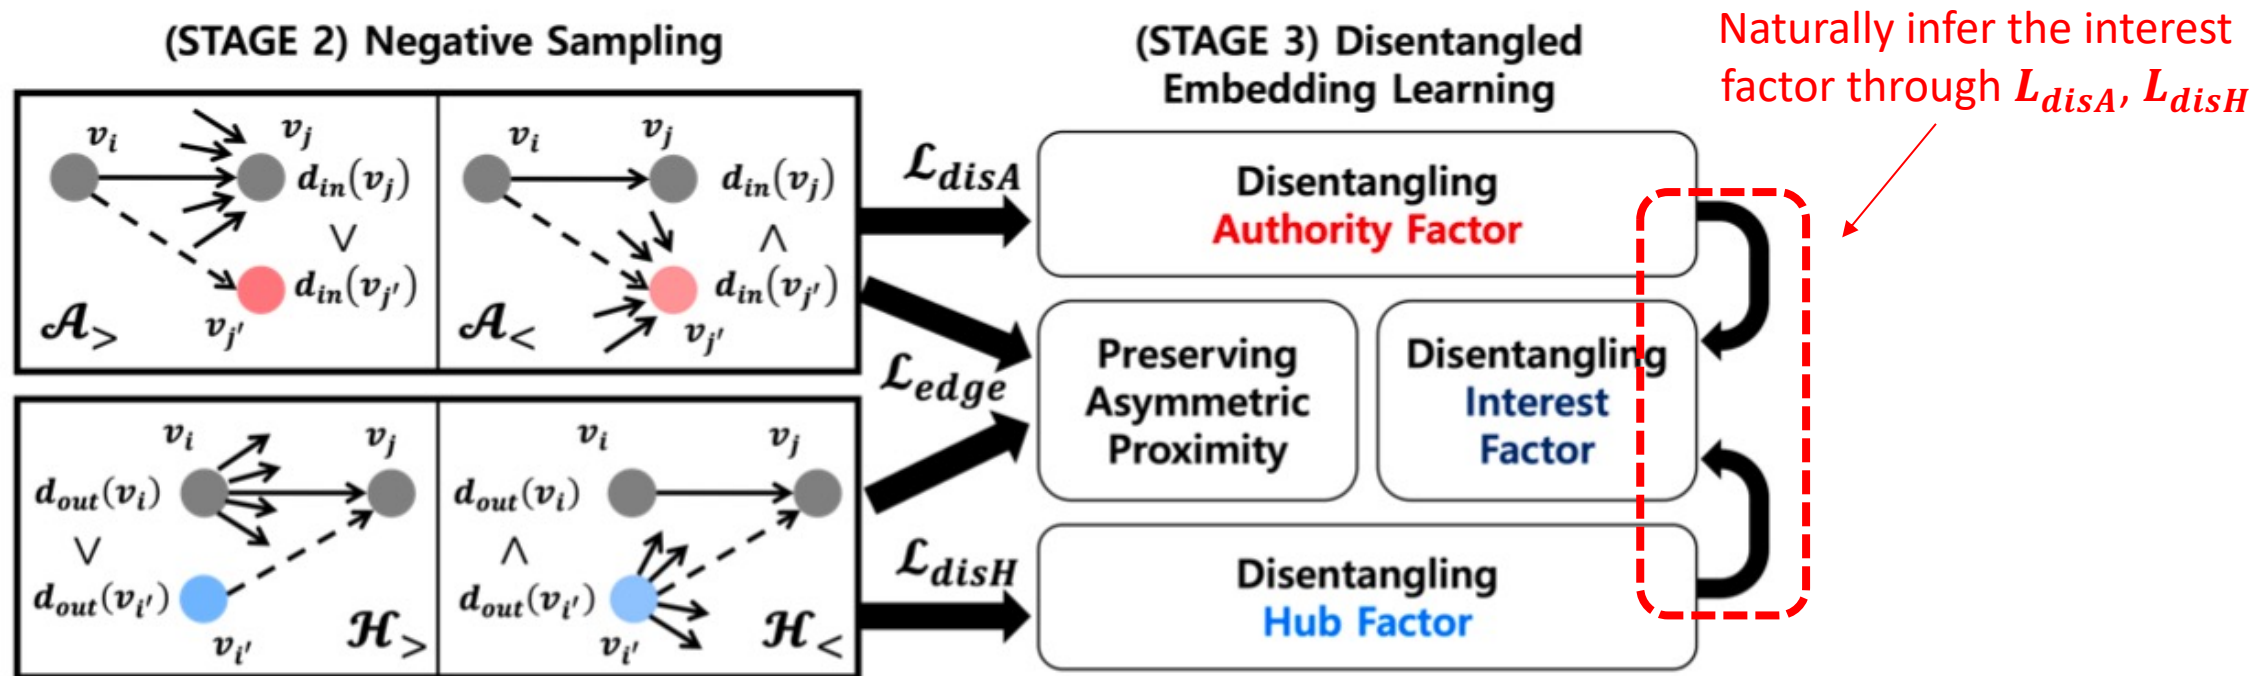 (STAGE 2) Negative Sampling
v_i
v_j
d_in(v_j)
∨
d_in(v_j')
v_j'
𝒜_>
v_i
v_j
d_in(v_j)
∧
d_in(v_j')
v_j'
𝒜_<
v_i
v_j
d_out(v_i)
∨
d_out(v_i')
v_i'
ℋ_>
v_i
v_j
d_out(v_i)
∧
d_out(v_i')
v_i'
ℋ_<
ℒ_disA
ℒ_edge
ℒ_disH
(STAGE 3) Disentangled
Embedding Learning
Disentangling
Authority Factor
Preserving
Asymmetric
Proximity
Disentangling
Interest
Factor
Disentangling
Hub Factor
Naturally infer the interest
factor through L_disA, L_disH